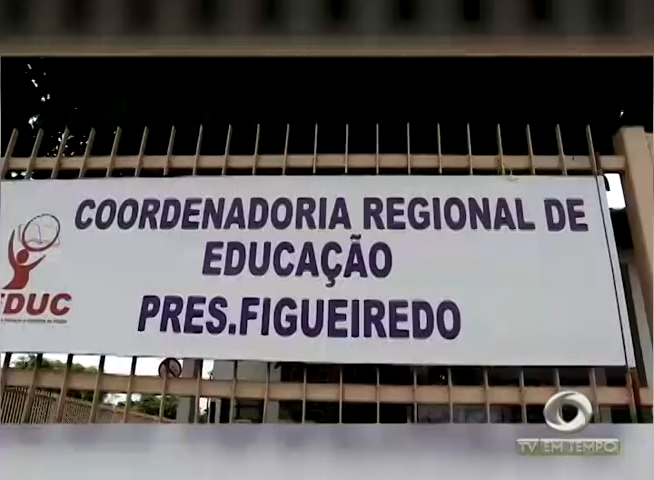 COORDENADORIA REGIONAL DE
EDUCAÇÃO
PRES.FIGUEIREDO
EDUC
TV EM TEMPO